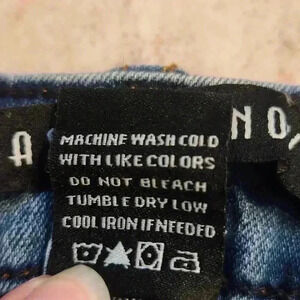 A
N O,
MACHINE WASH COLD
WITH LIKE COLORS
DO NOT BLEACH
TUMBLE DRY LOW
COOL IRON IF NEEDED